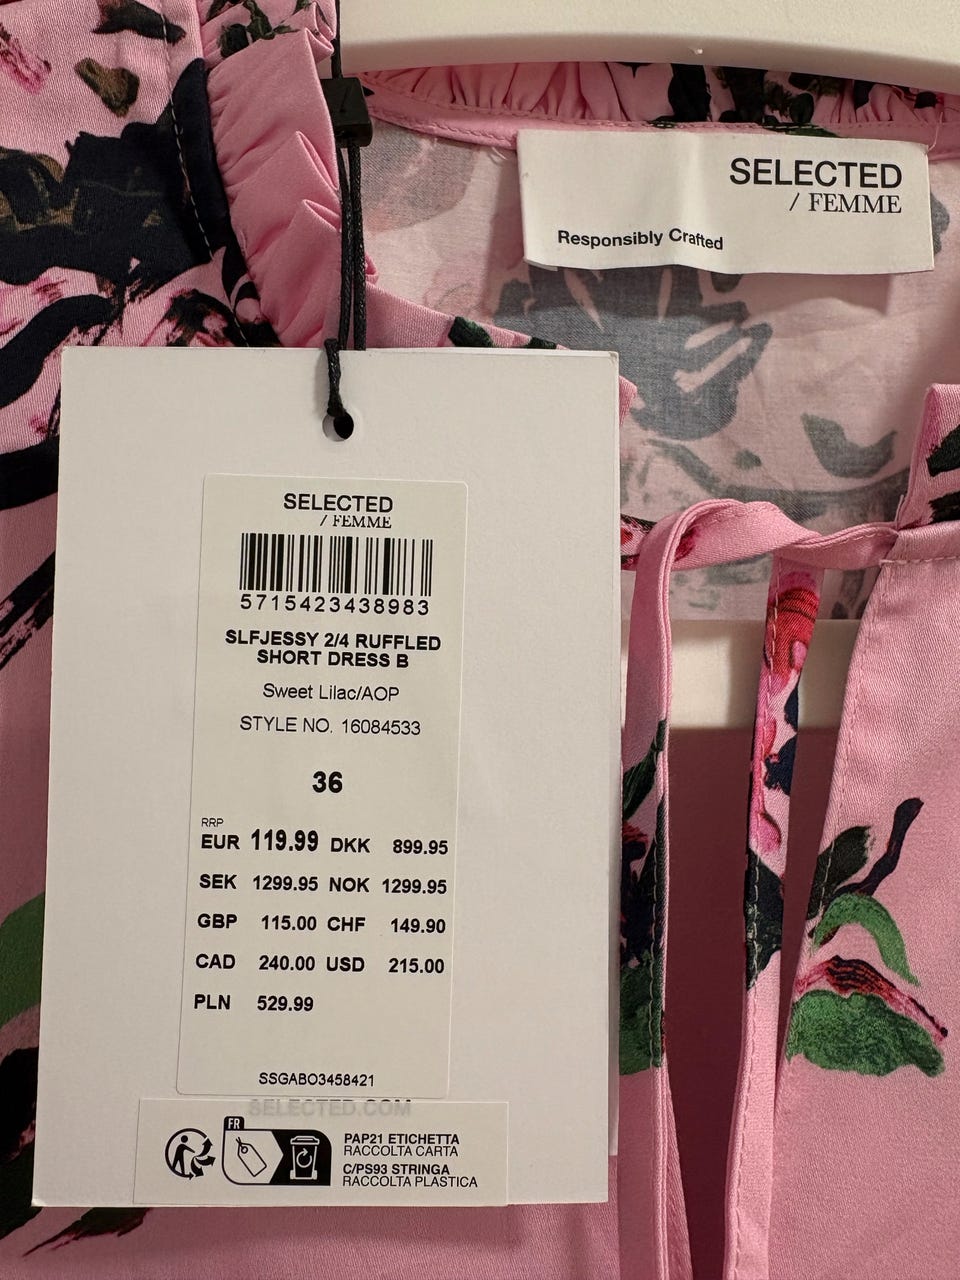 SELECTED
/ FEMME
Responsibly Crafted
SELECTED
/ FEMME
5715423438983
SLFJESSY 2/4 RUFFLED
SHORT DRESS B
Sweet Lilac/AOP
STYLE NO. 16084533
36
RRP
EUR 119.99 DKK 899.95
SEK 1299.95 NOK 1299.95
GBP 115.00 CHF 149.90
CAD 240.00 USD 215.00
PLN 529.99
SSGABO3458421
SELECTED.COM
FR
PAP21 ETICHETTA
RACCOLTA CARTA
C/PS93 STRINGA
RACCOLTA PLASTICA